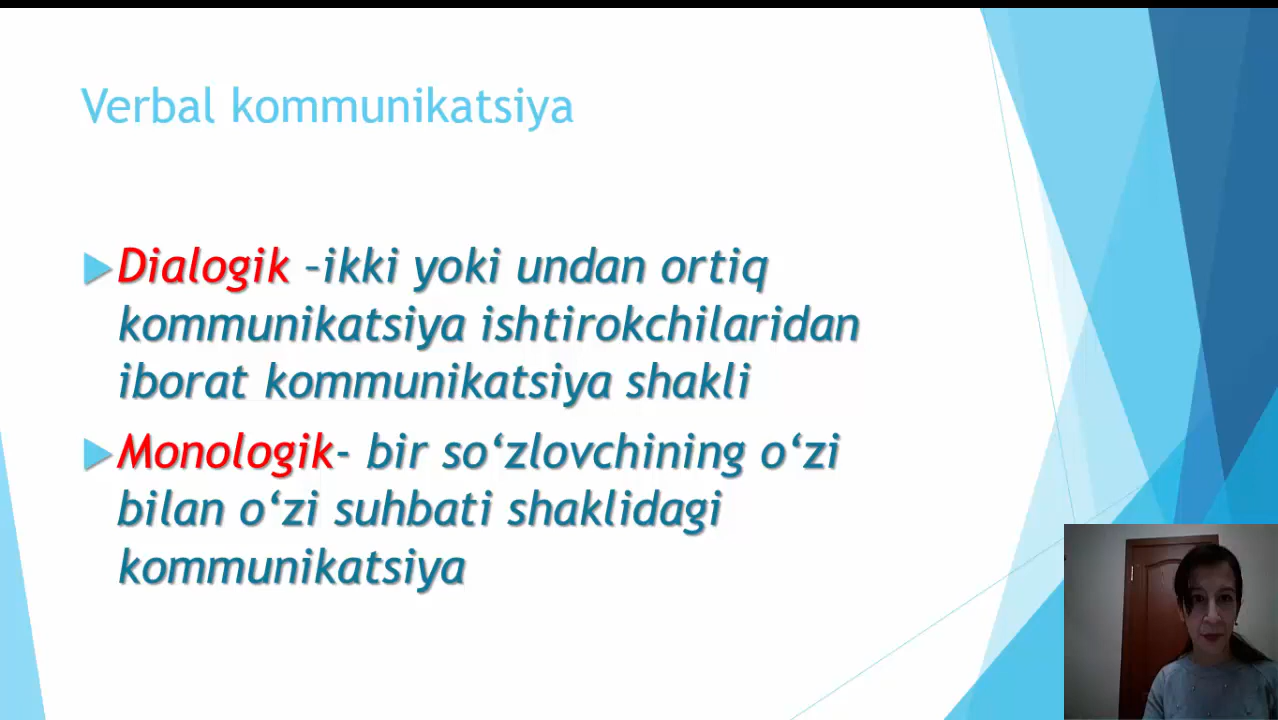 Verbal kommunikatsiya
Dialogik –ikki yoki undan ortiq
kommunikatsiya ishtirokchilaridan
iborat kommunikatsiya shakli
Monologik- bir so‘zlovchining o‘zi
bilan o‘zi suhbati shaklidagi
kommunikatsiya